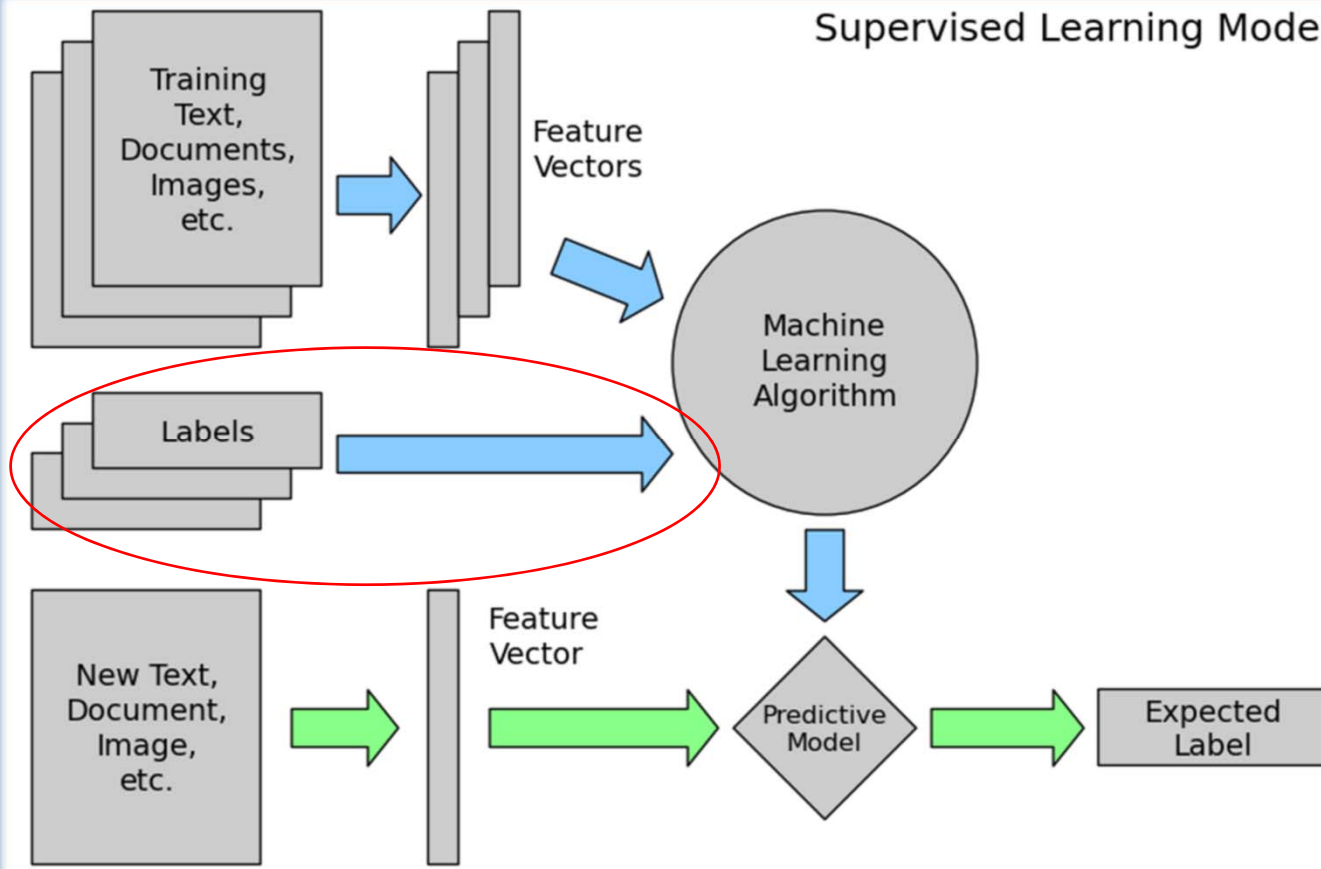 Supervised Learning Mode
Training
Text,
Documents,
Images,
etc.
Feature
Vectors
Machine
Learning
Algorithm
Labels
New Text,
Document,
Image,
etc.
Feature
Vector
Predictive
Model
Expected
Label